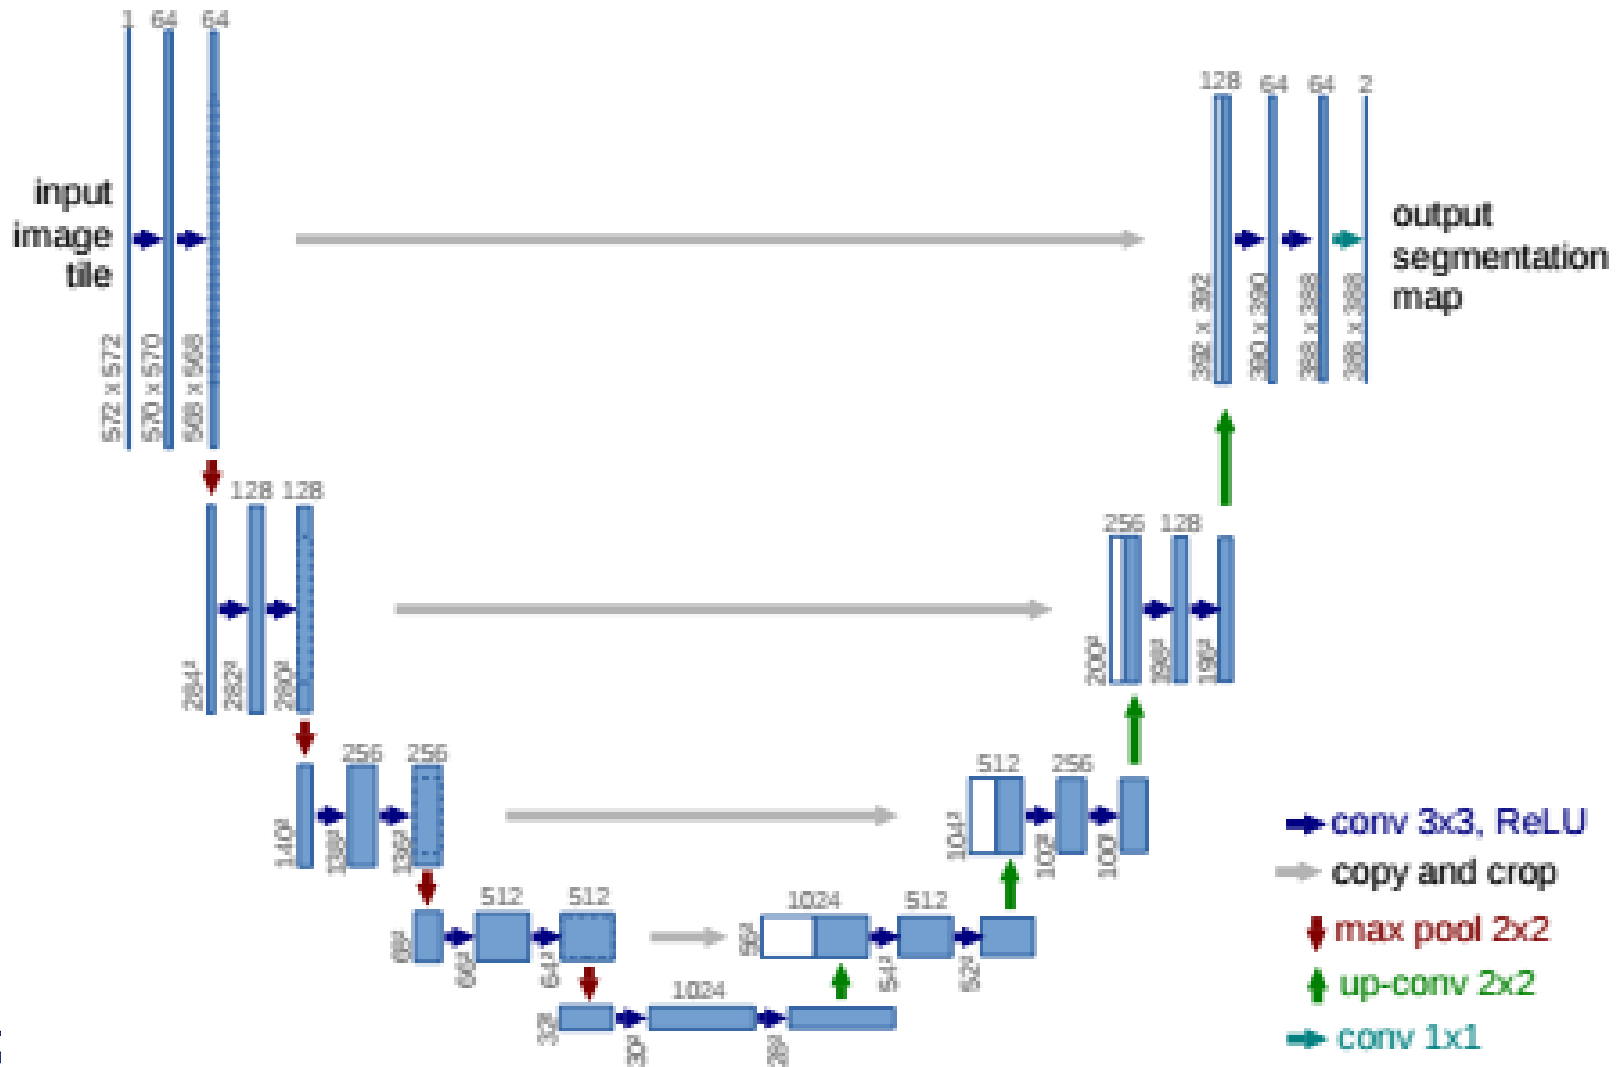 1 64 64
input
image
tile
572 x 572
570 x 570
568 x 568
128 64 64 2
output
segmentation
map
392 x 392
390 x 390
388 x 388
388 x 388
128 128
284²
282²
280²
256 128
200²
198²
196²
256 256
140²
138²
136²
512 256
104²
102²
100²
512 512
68²
66²
64²
1024 512
56²
54²
52²
1024
32²
30²
28²
conv 3x3, ReLU
copy and crop
max pool 2x2
up-conv 2x2
conv 1x1